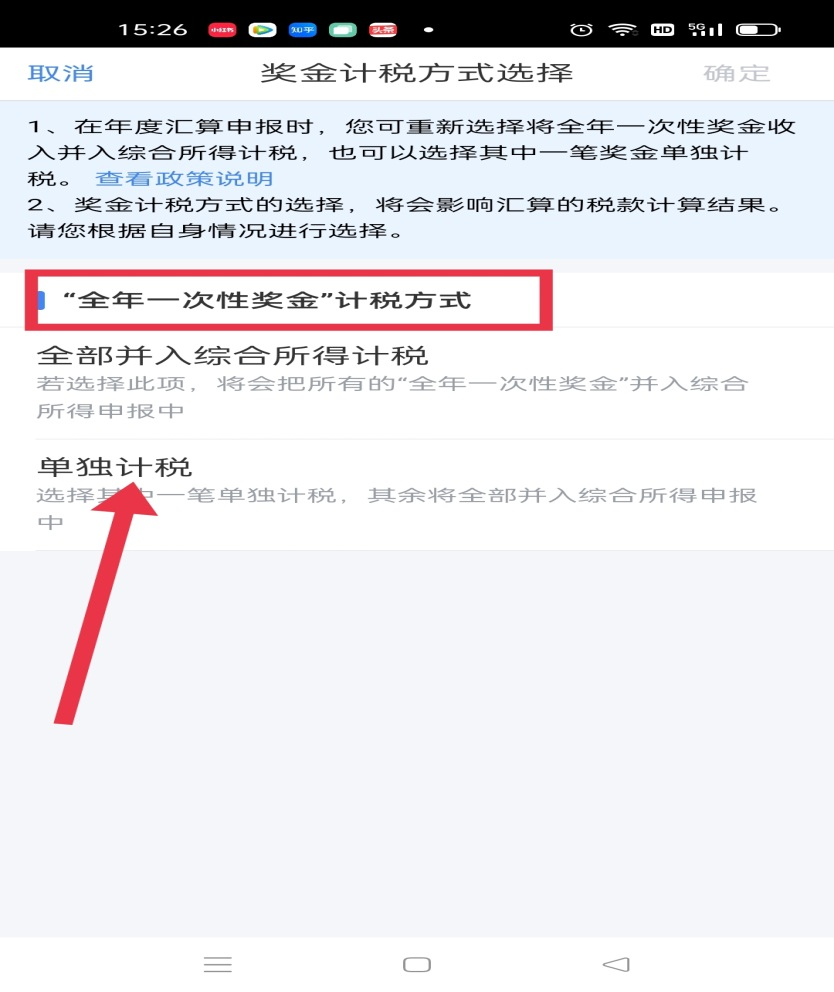 15:26 小红书 知乎 头条 HD 5G
取消 奖金计税方式选择 确定
1、在年度汇算申报时，您可重新选择将全年一次性奖金收
入并入综合所得计税，也可以选择其中一笔奖金单独计
税。 查看政策说明
2、奖金计税方式的选择，将会影响汇算的税款计算结果。
请您根据自身情况进行选择。
“全年一次性奖金”计税方式
全部并入综合所得计税
若选择此项，将会把所有的“全年一次性奖金”并入综合
所得申报中
单独计税
选择其中一笔单独计税，其余将全部并入综合所得申报
中